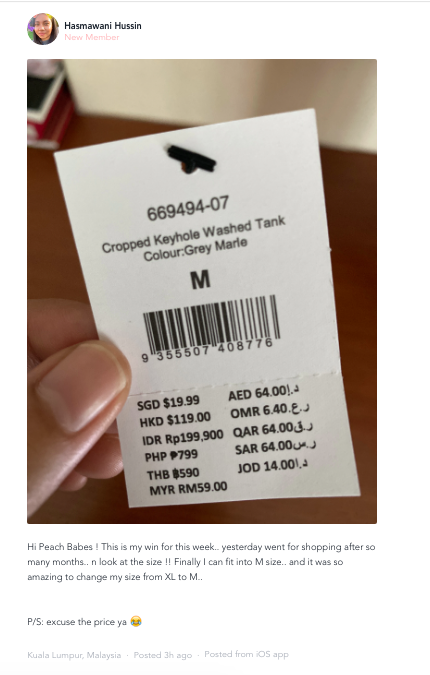 Hasmawani Hussin
New Member
669494-07
Cropped Keyhole Washed Tank
Colour:Grey Marle
M
9 355507 408776
SGD $19.99 AED 64.00د.إ
HKD $119.00 OMR 6.40ر.ع.
IDR Rp199,900 QAR 64.00ر.ق
PHP ₱799 SAR 64.00ر.س
THB ฿590 JOD 14.00د.ا
MYR RM59.00
Hi Peach Babes ! This is my win for this week.. yesterday went for shopping after so
many months.. n look at the size !! Finally I can fit into M size.. and it was so
amazing to change my size from XL to M..
P/S: excuse the price ya 😂
Kuala Lumpur, Malaysia · Posted 3h ago · Posted from iOS app